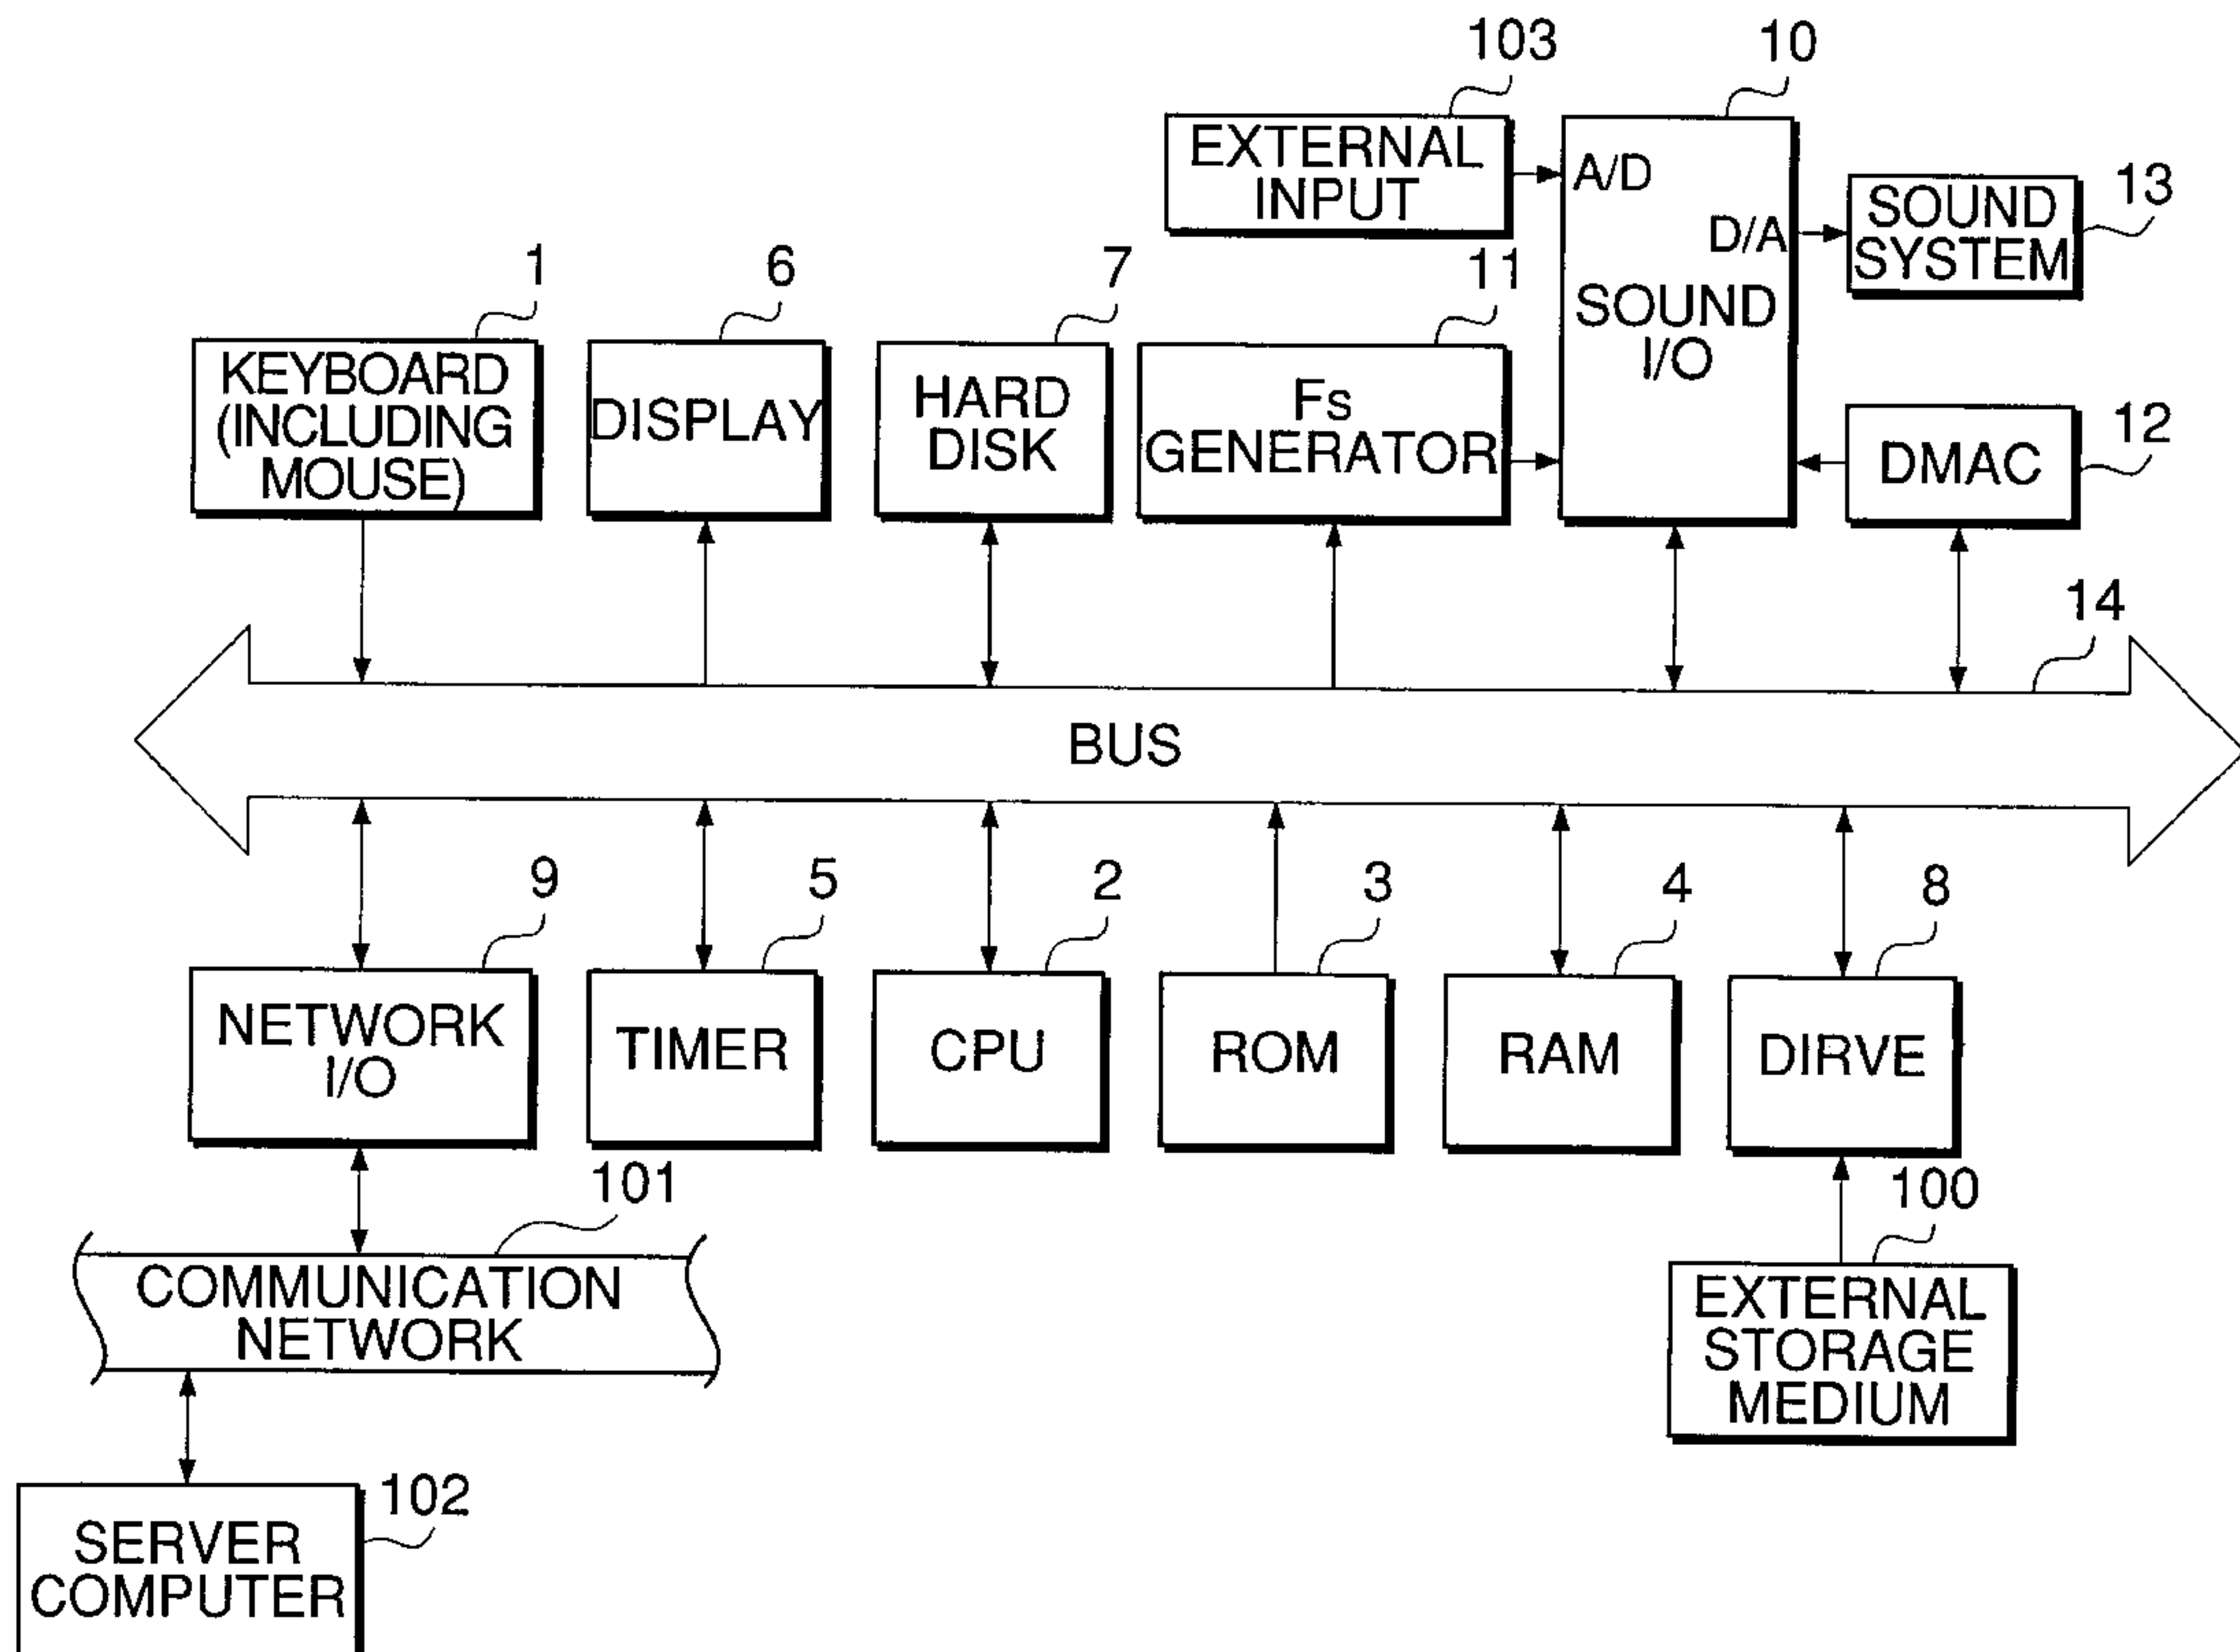 103
10
EXTERNAL
INPUT
A/D
D/A
SOUND
I/O
SOUND
SYSTEM
13
1
6
7
11
KEYBOARD
(INCLUDING
MOUSE)
DISPLAY
HARD
DISK
Fs
GENERATOR
DMAC
12
14
BUS
9
5
2
3
4
8
NETWORK
I/O
TIMER
CPU
ROM
RAM
DIRVE
101
100
COMMUNICATION
NETWORK
EXTERNAL
STORAGE
MEDIUM
102
SERVER
COMPUTER